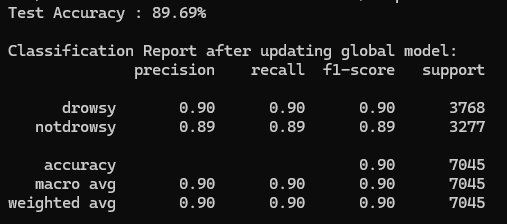 Test Accuracy : 89.69%
Classification Report after updating global model:
precision recall f1-score support
drowsy 0.90 0.90 0.90 3768
notdrowsy 0.89 0.89 0.89 3277
accuracy 0.90 7045
macro avg 0.90 0.90 0.90 7045
weighted avg 0.90 0.90 0.90 7045